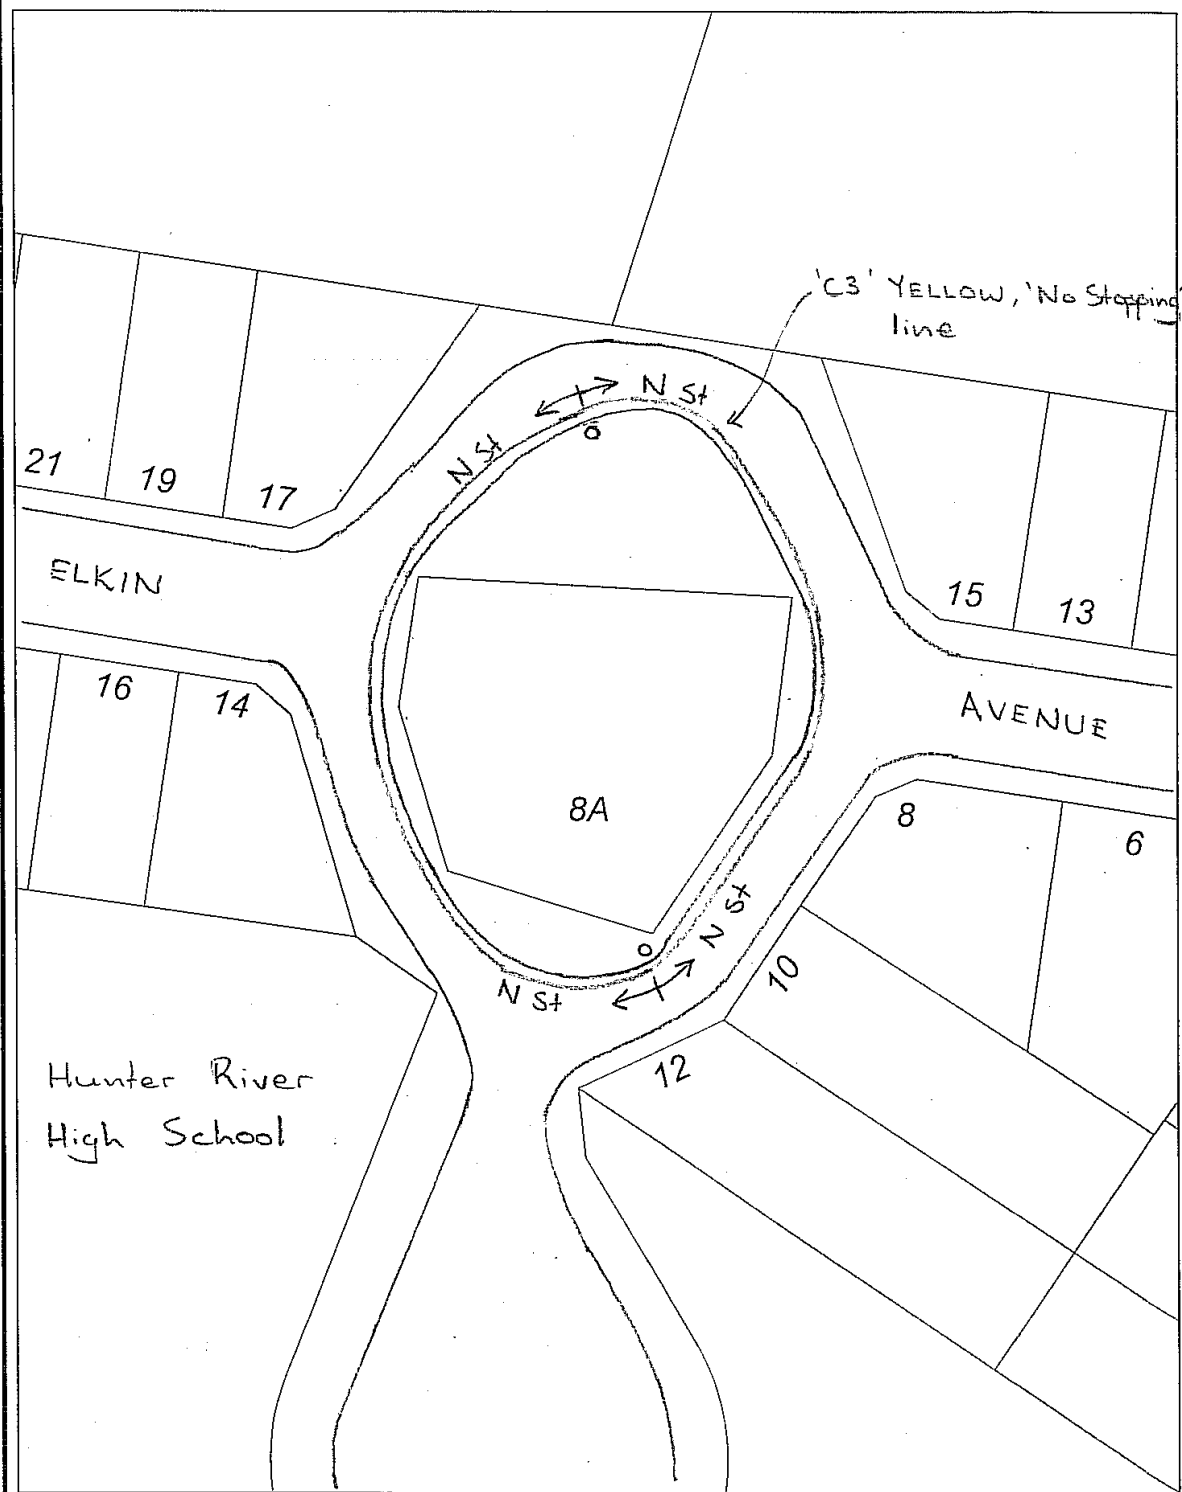 'C3' YELLOW, 'No Stopping'
line
N St
N St
21
19
17
ELKIN
15
13
16
14
AVENUE
8A
8
6
N St
N St
10
12
Hunter River
High School